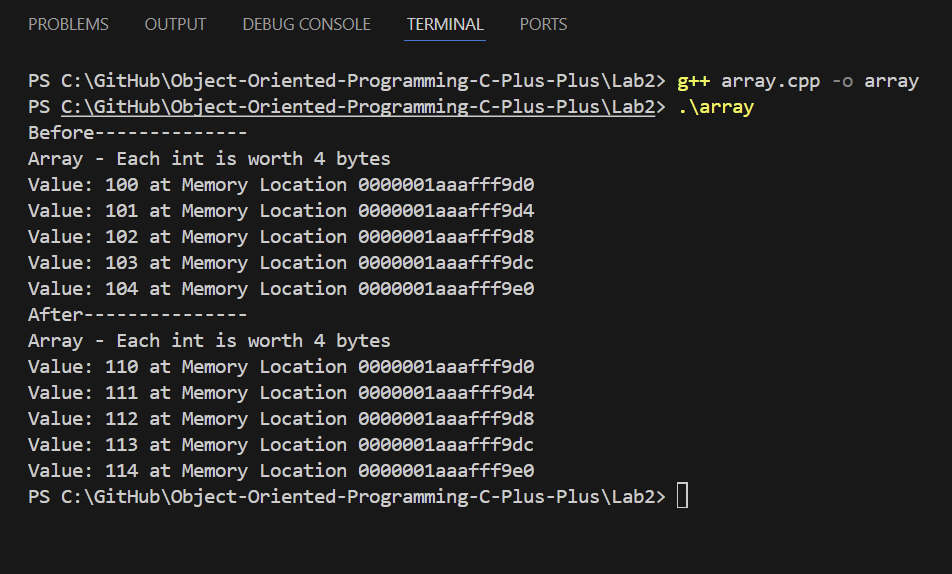 PROBLEMS OUTPUT DEBUG CONSOLE TERMINAL PORTS
PS C:\GitHub\Object-Oriented-Programming-C-Plus-Plus\Lab2> g++ array.cpp -o array
PS C:\GitHub\Object-Oriented-Programming-C-Plus-Plus\Lab2> .\array
Before--------------
Array - Each int is worth 4 bytes
Value: 100 at Memory Location 0000001aaafff9d0
Value: 101 at Memory Location 0000001aaafff9d4
Value: 102 at Memory Location 0000001aaafff9d8
Value: 103 at Memory Location 0000001aaafff9dc
Value: 104 at Memory Location 0000001aaafff9e0
After---------------
Array - Each int is worth 4 bytes
Value: 110 at Memory Location 0000001aaafff9d0
Value: 111 at Memory Location 0000001aaafff9d4
Value: 112 at Memory Location 0000001aaafff9d8
Value: 113 at Memory Location 0000001aaafff9dc
Value: 114 at Memory Location 0000001aaafff9e0
PS C:\GitHub\Object-Oriented-Programming-C-Plus-Plus\Lab2>